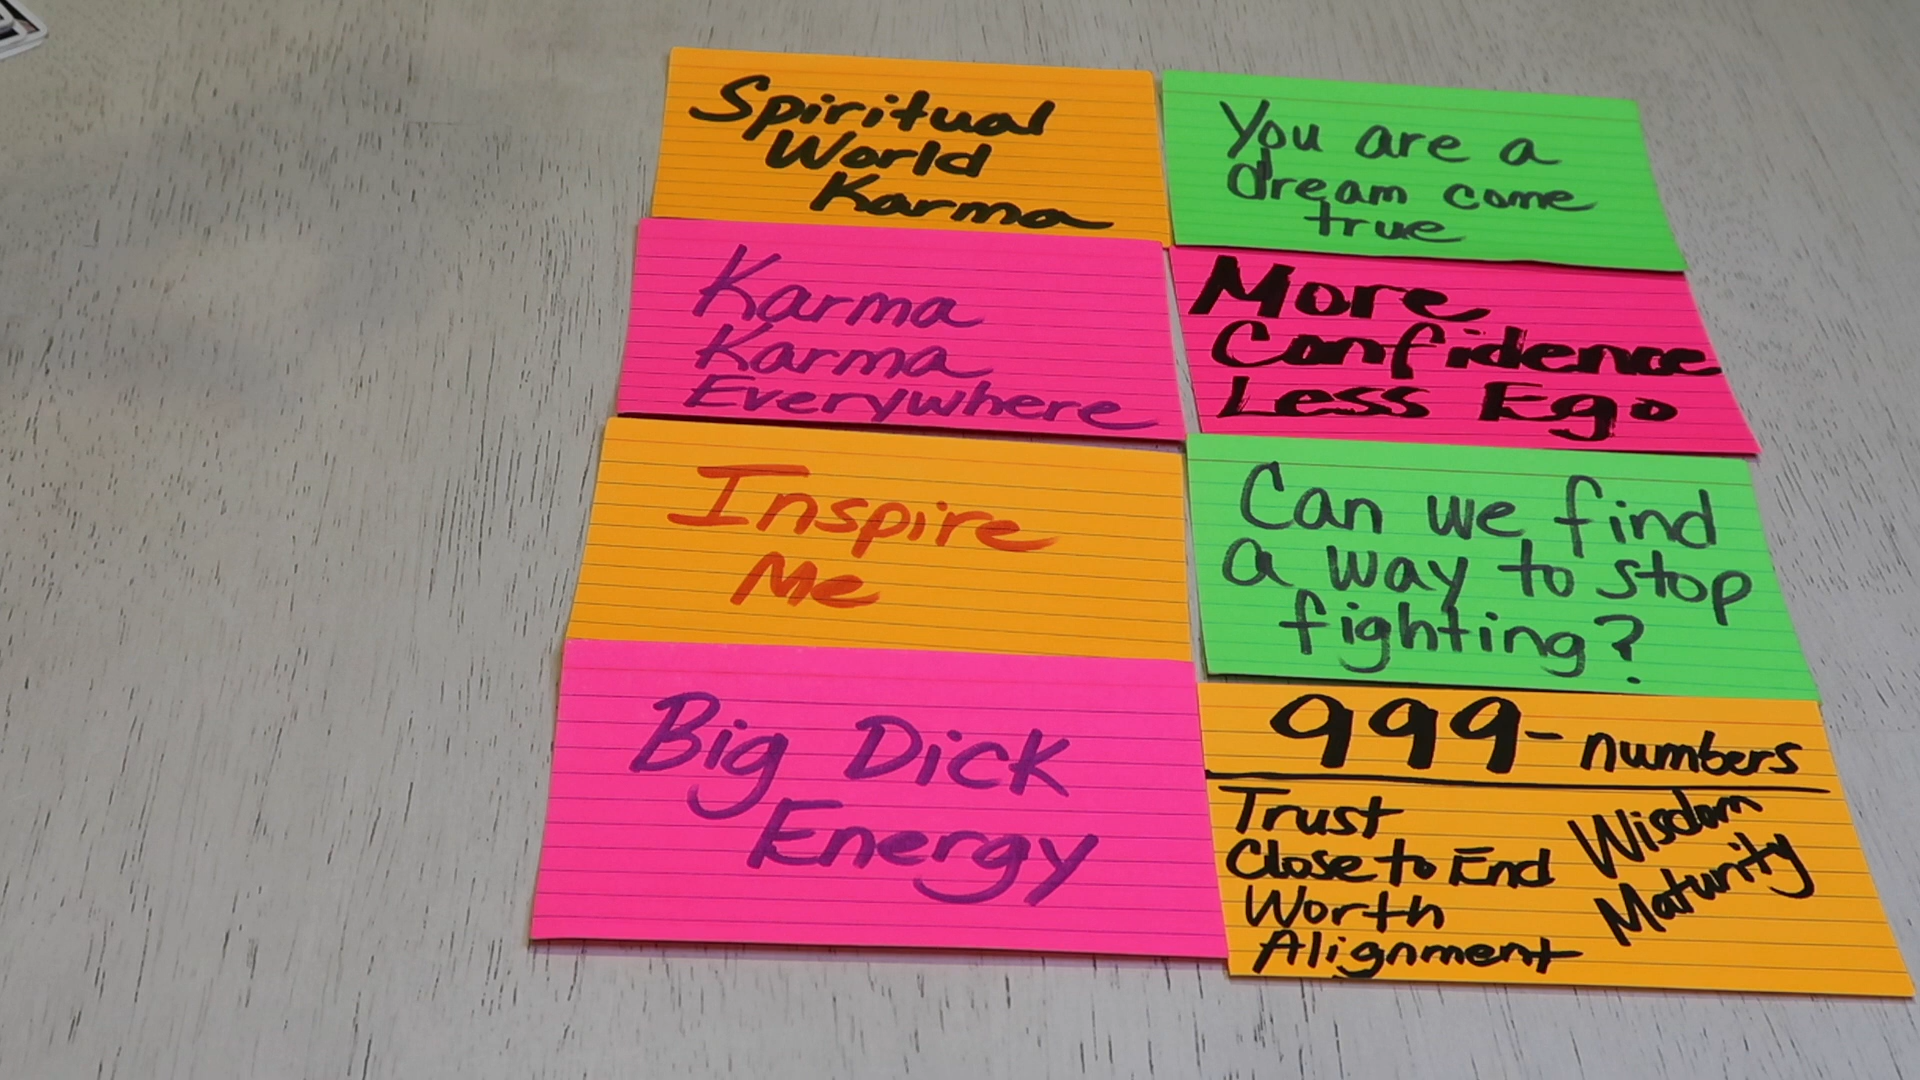 Spiritual
World
Karma
You are a
dream come
true
Karma
Karma
Everywhere
More
Confidence
Less Ego
Inspire
Me
Can we find
a way to stop
fighting?
Big Dick
Energy
999- numbers
Trust
Close to End
Worth
Alignment
Wisdom
Maturity